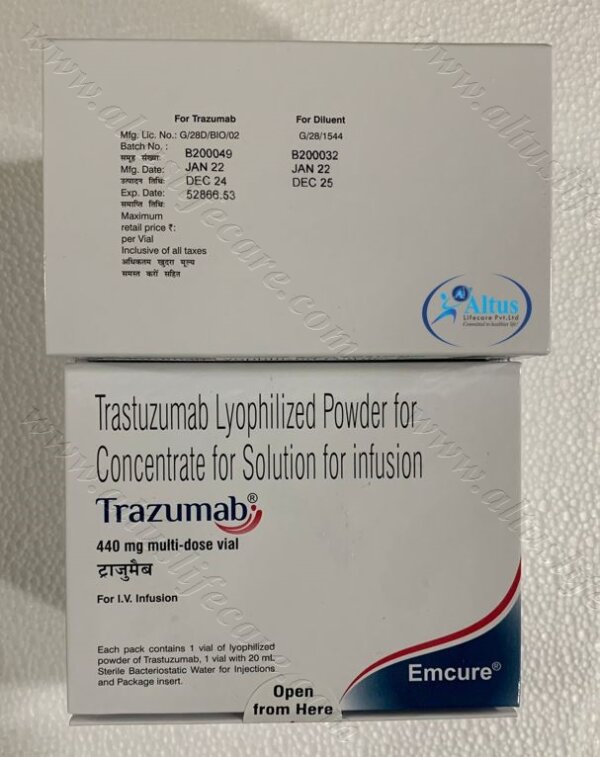 For Trazumab For Diluent
Mfg. Lic. No.: G/28D/BIO/02 G/28/1544
Batch No. :
समूह संख्या: B200049 B200032
Mfg. Date: JAN 22 JAN 22
उत्पादन तिथि: DEC 24 DEC 25
Exp. Date: 52866.53
समाप्ति तिथि:
Maximum
retail price ₹:
per Vial
Inclusive of all taxes
अधिकतम खुदरा मूल्य
समस्त करों सहित
Altus
Lifecare Pvt.Ltd
Committed to healthier life!
Trastuzumab Lyophilized Powder for
Concentrate for Solution for infusion
Trazumab®
440 mg multi-dose vial
ट्राजुमैब
For I.V. Infusion
Each pack contains 1 vial of lyophilized
powder of Trastuzumab, 1 vial with 20 mL
Sterile Bacteriostatic Water for Injections
and Package insert.
Emcure®
Open
from Here